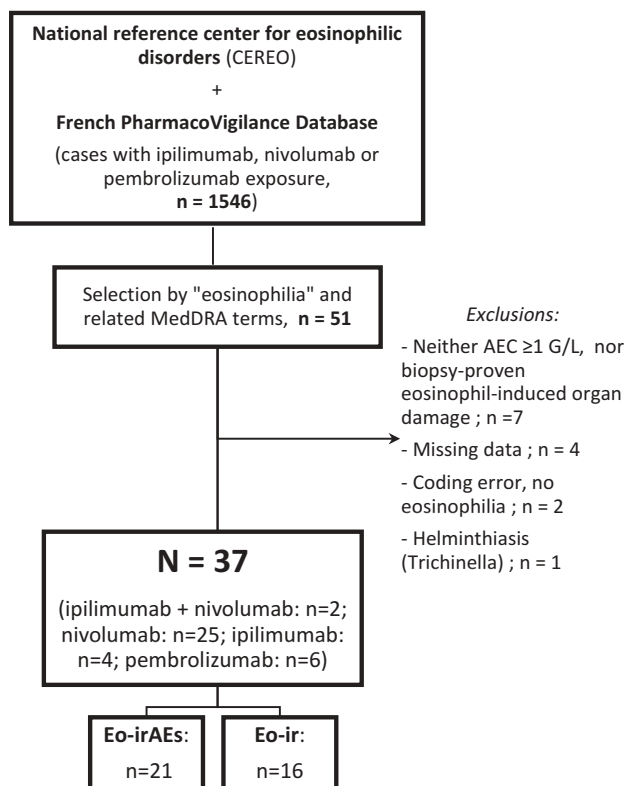 National reference center for eosinophilic
disorders (CEREO)
+
French PharmacoVigilance Database
(cases with ipilimumab, nivolumab or
pembrolizumab exposure,
n = 1546)
Selection by "eosinophilia" and
related MedDRA terms, n = 51
Exclusions:
- Neither AEC ≥1 G/L, nor
biopsy-proven
eosinophil-induced organ
damage ; n =7
- Missing data ; n = 4
- Coding error, no
eosinophilia ; n = 2
- Helminthiasis
(Trichinella) ; n = 1
N = 37
(ipilimumab + nivolumab: n=2;
nivolumab: n=25; ipilimumab:
n=4; pembrolizumab: n=6)
Eo-irAEs:
n=21
Eo-ir:
n=16